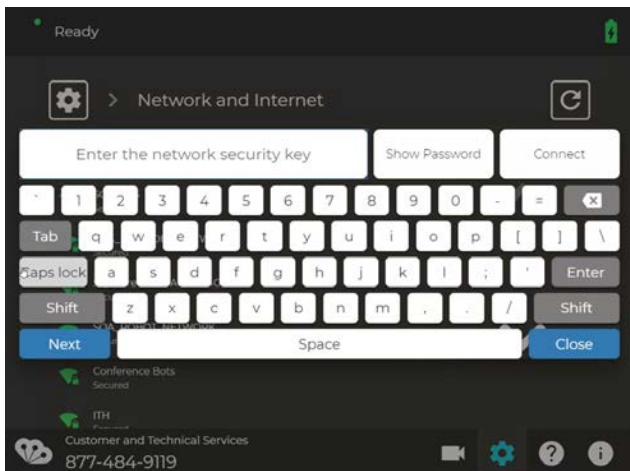 Ready
> Network and Internet
Enter the network security key Show Password Connect
` 1 2 3 4 5 6 7 8 9 0 - =
Tab q w e r t y u i o p [ ] \
Caps lock a s d f g h j k l ; ' Enter
Shift z x c v b n m , . / Shift
SOA_ROBOT_NETWORK
Next Space Close
Conference Bots
Secured
ITH
Secured
Customer and Technical Services
877-484-9119